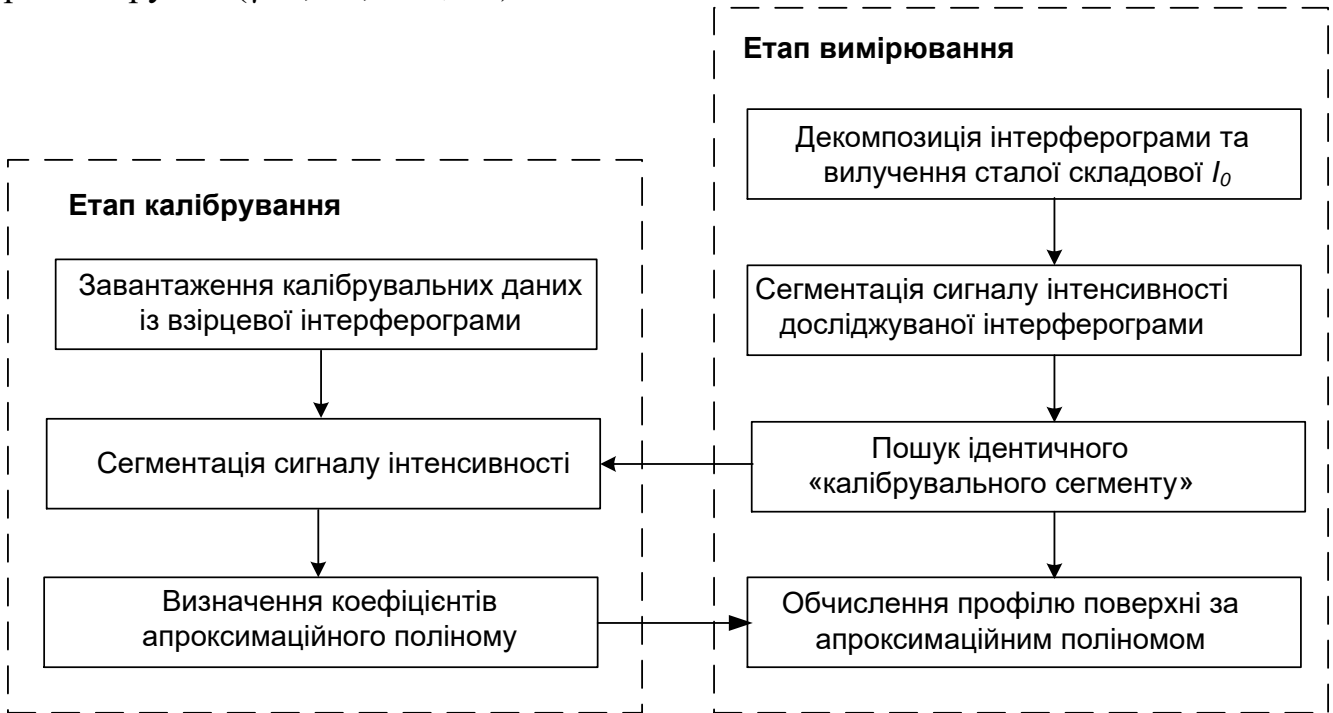 Етап калібрування
Завантаження калібрувальних даних
із взірцевої інтерферограми
Сегментація сигналу інтенсивності
Визначення коефіцієнтів
апроксимаційного поліному
Етап вимірювання
Декомпозиція інтерферограми та
вилучення сталої складової I₀
Сегментація сигналу інтенсивності
досліджуваної інтерферограми
Пошук ідентичного
«калібрувального сегменту»
Обчислення профілю поверхні за
апроксимаційним поліномом